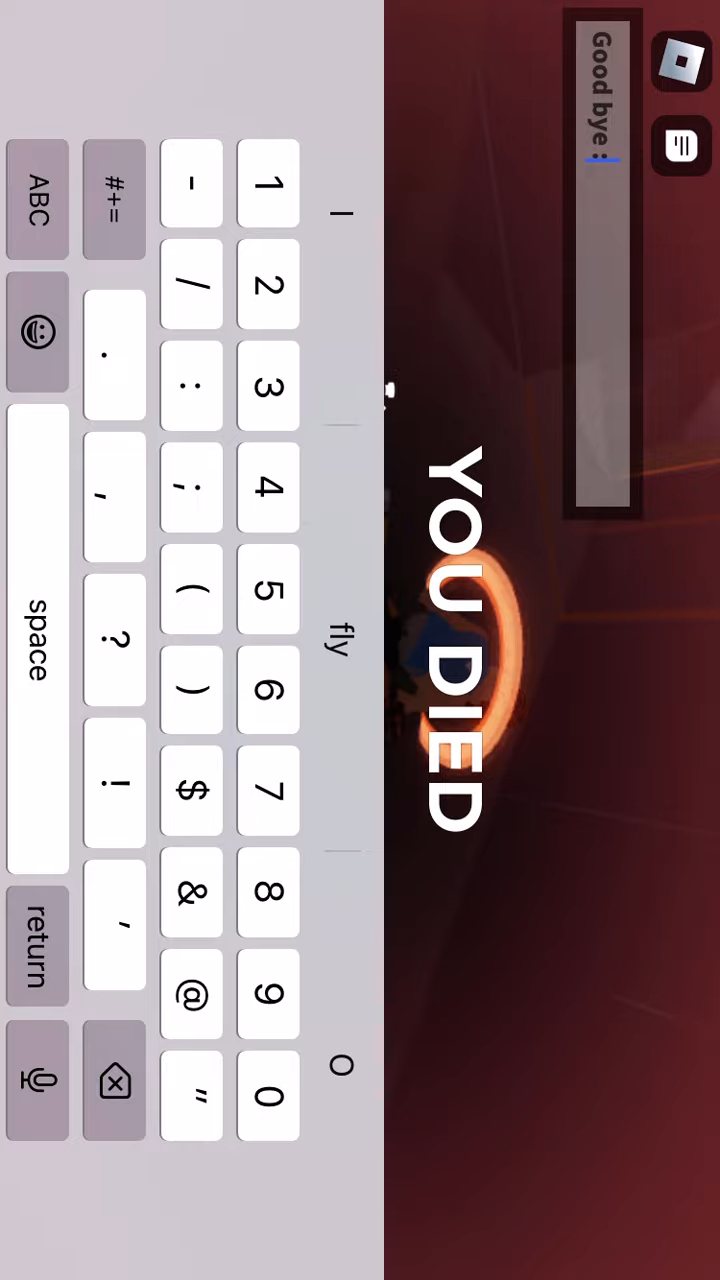 Good bye :
YOU DIED
I fly O
1 2 3 4 5 6 7 8 9 0
- / : ; ( ) $ & @ "
#+= . , ? ! '
ABC space return